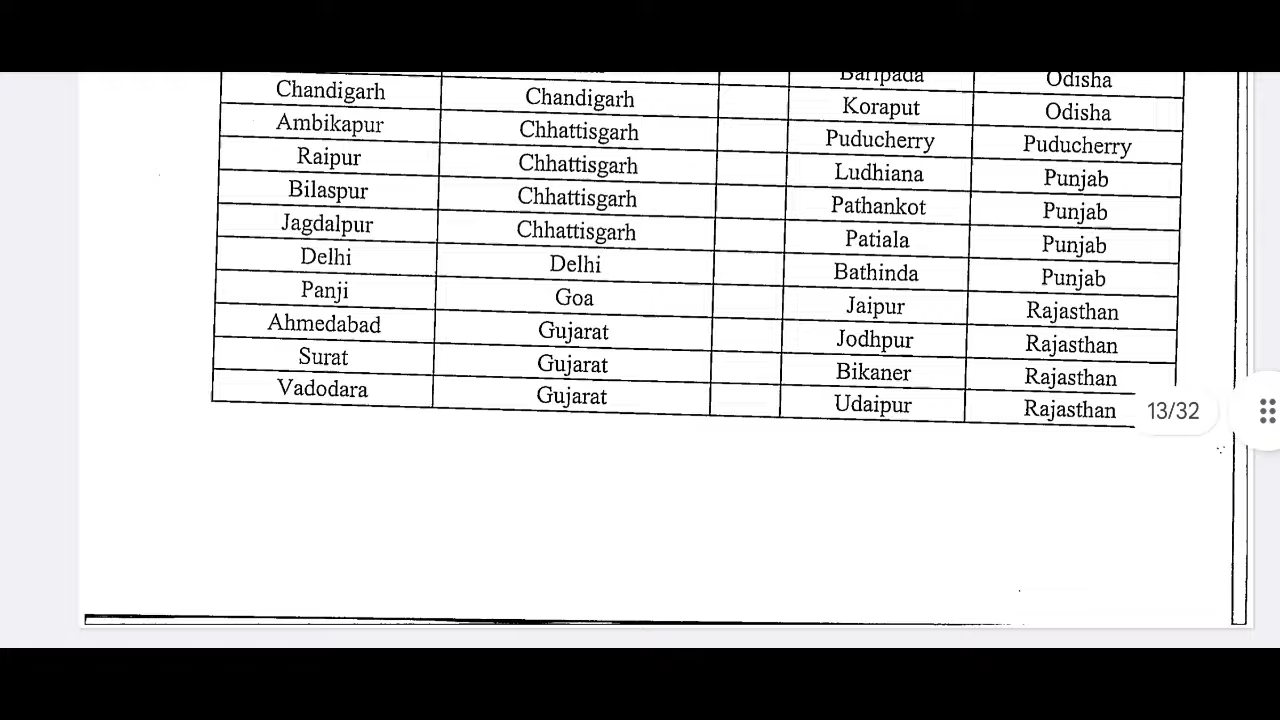 Baripada Odisha
Chandigarh Chandigarh Koraput Odisha
Ambikapur Chhattisgarh Puducherry Puducherry
Raipur Chhattisgarh Ludhiana Punjab
Bilaspur Chhattisgarh Pathankot Punjab
Jagdalpur Chhattisgarh Patiala Punjab
Delhi Delhi Bathinda Punjab
Panji Goa Jaipur Rajasthan
Ahmedabad Gujarat Jodhpur Rajasthan
Surat Gujarat Bikaner Rajasthan
Vadodara Gujarat Udaipur Rajasthan
13/32